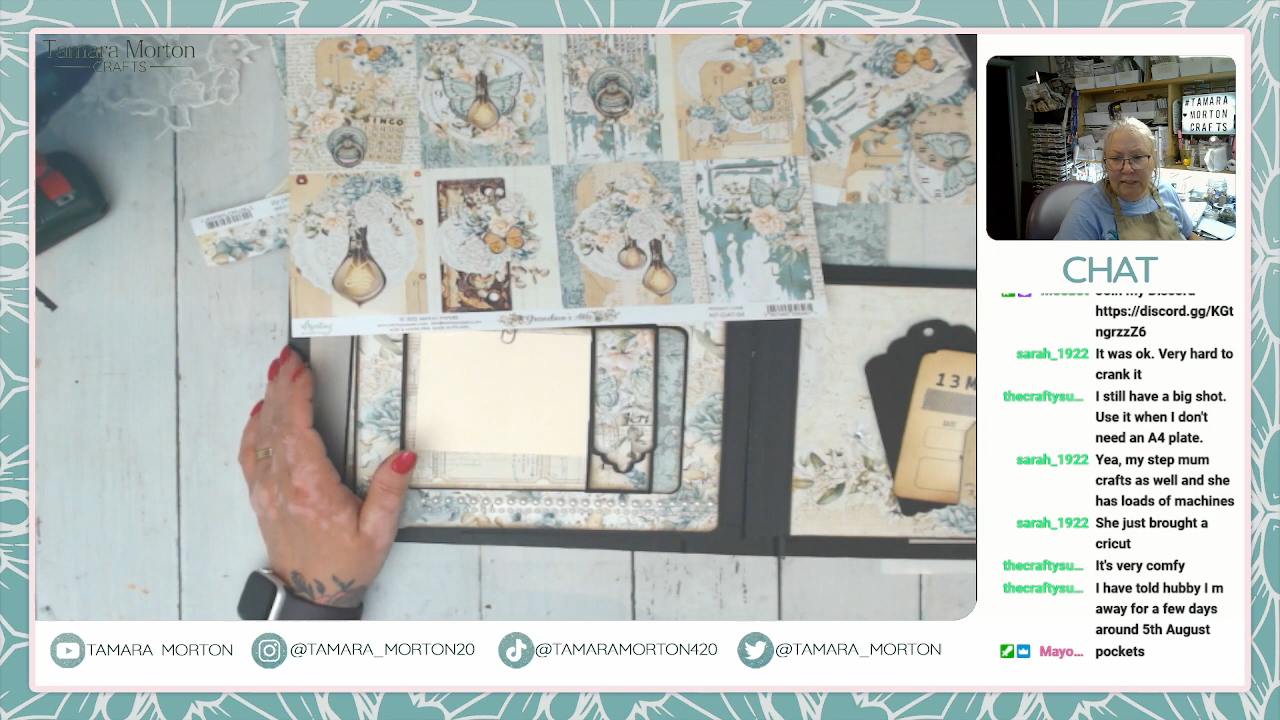 Tamara Morton
CRAFTS
BINGO
BINGO
Grandma's
13 M
DATE
#TAMARA
MORTON
CRAFTS
CHAT
https://discord.gg/KGt
ngrzzZ6
sarah_1922 It was ok. Very hard to
crank it
thecraftysu... I still have a big shot.
Use it when I don't
need an A4 plate.
sarah_1922 Yea, my step mum
crafts as well and she
has loads of machines
sarah_1922 She just brought a
cricut
thecraftysu... It's very comfy
thecraftysu... I have told hubby I m
away for a few days
around 5th August
Mayo... pockets
TAMARA MORTON @TAMARA_MORTON20 @TAMARAMORTON420 @TAMARA_MORTON